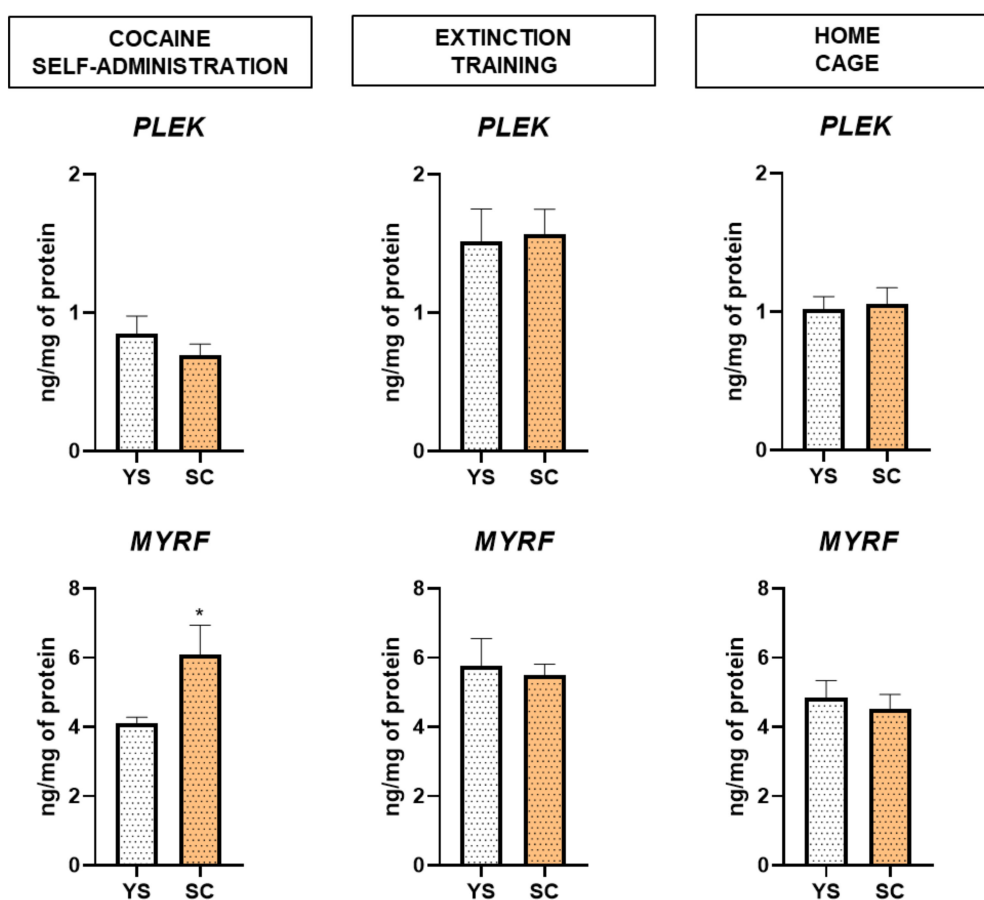 COCAINE
SELF-ADMINISTRATION
EXTINCTION
TRAINING
HOME
CAGE
PLEK
2
1
0
ng/mg of protein
YS SC
PLEK
2
1
0
ng/mg of protein
YS SC
PLEK
2
1
0
ng/mg of protein
YS SC
MYRF
8
6
4
2
0
ng/mg of protein
*
YS SC
MYRF
8
6
4
2
0
ng/mg of protein
YS SC
MYRF
8
6
4
2
0
ng/mg of protein
YS SC